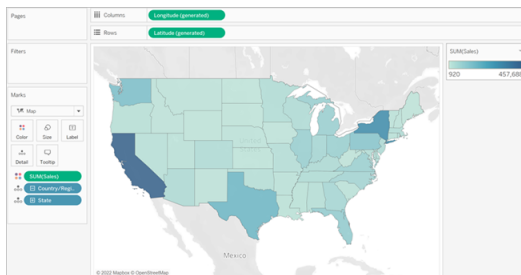 Pages
Columns
Longitude (generated)
Rows
Latitude (generated)
Filters
Marks
Map
Color
Size
Label
Detail
Tooltip
SUM(Sales)
Country/Regi..
State
Mexico
© 2022 Mapbox © OpenStreetMap
SUM(Sales)
920
457,688